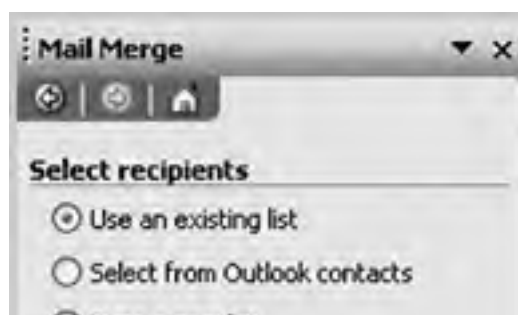 Mail Merge
Select recipients
Use an existing list
Select from Outlook contacts